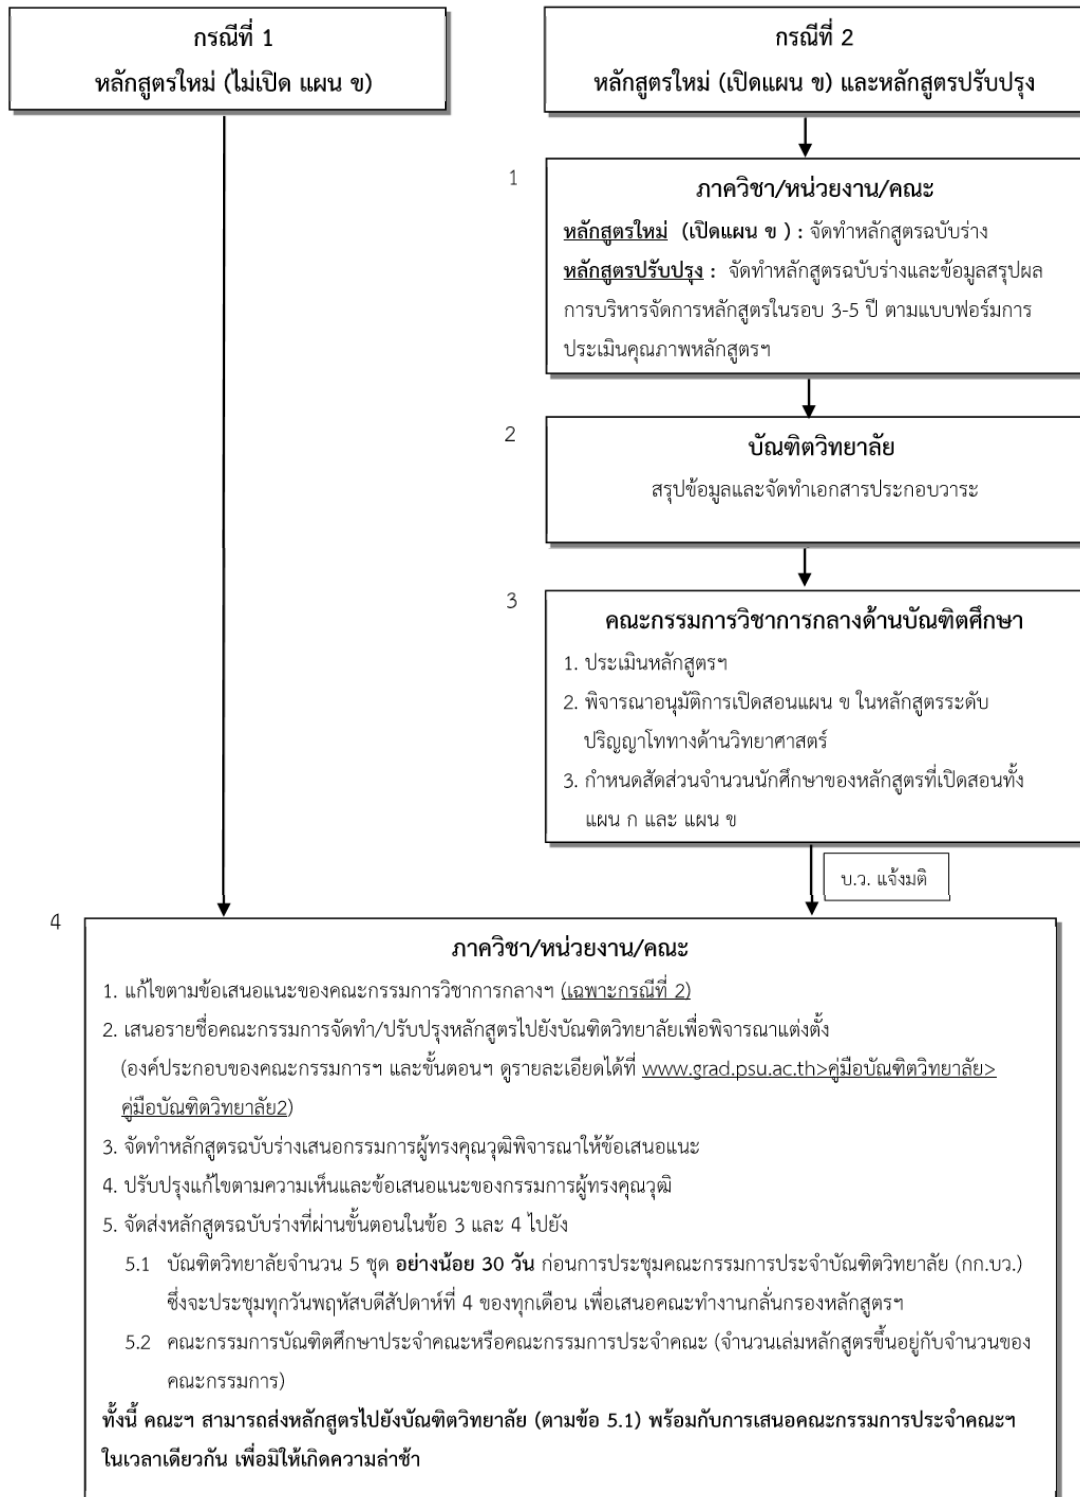 กรณีที่ 1
หลักสูตรใหม่ (ไม่เปิด แผน ข)
กรณีที่ 2
หลักสูตรใหม่ (เปิดแผน ข) และหลักสูตรปรับปรุง
1
ภาควิชา/หน่วยงาน/คณะ
หลักสูตรใหม่ (เปิดแผน ข ) : จัดทำหลักสูตรฉบับร่าง
หลักสูตรปรับปรุง : จัดทำหลักสูตรฉบับร่างและข้อมูลสรุปผล
การบริหารจัดการหลักสูตรในรอบ 3-5 ปี ตามแบบฟอร์มการ
ประเมินคุณภาพหลักสูตรฯ
2
บัณฑิตวิทยาลัย
สรุปข้อมูลและจัดทำเอกสารประกอบวาระ
3
คณะกรรมการวิชาการกลางด้านบัณฑิตศึกษา
1. ประเมินหลักสูตรฯ
2. พิจารณาอนุมัติการเปิดสอนแผน ข ในหลักสูตรระดับ
ปริญญาโททางด้านวิทยาศาสตร์
3. กำหนดสัดส่วนจำนวนนักศึกษาของหลักสูตรที่เปิดสอนทั้ง
แผน ก และ แผน ข
บ.ว. แจ้งมติ
4
ภาควิชา/หน่วยงาน/คณะ
1. แก้ไขตามข้อเสนอแนะของคณะกรรมการวิชาการกลางฯ (เฉพาะกรณีที่ 2)
2. เสนอรายชื่อคณะกรรมการจัดทำ/ปรับปรุงหลักสูตรไปยังบัณฑิตวิทยาลัยเพื่อพิจารณาแต่งตั้ง
(องค์ประกอบของคณะกรรมการฯ และขั้นตอนฯ ดูรายละเอียดได้ที่ www.grad.psu.ac.th>คู่มือบัณฑิตวิทยาลัย>
คู่มือบัณฑิตวิทยาลัย2)
3. จัดทำหลักสูตรฉบับร่างเสนอกรรมการผู้ทรงคุณวุฒิพิจารณาให้ข้อเสนอแนะ
4. ปรับปรุงแก้ไขตามความเห็นและข้อเสนอแนะของกรรมการผู้ทรงคุณวุฒิ
5. จัดส่งหลักสูตรฉบับร่างที่ผ่านขั้นตอนในข้อ 3 และ 4 ไปยัง
5.1 บัณฑิตวิทยาลัยจำนวน 5 ชุด อย่างน้อย 30 วัน ก่อนการประชุมคณะกรรมการประจำบัณฑิตวิทยาลัย (กก.บว.)
ซึ่งจะประชุมทุกวันพฤหัสบดีสัปดาห์ที่ 4 ของทุกเดือน เพื่อเสนอคณะทำงานกลั่นกรองหลักสูตรฯ
5.2 คณะกรรมการบัณฑิตศึกษาประจำคณะหรือคณะกรรมการประจำคณะ (จำนวนเล่มหลักสูตรขึ้นอยู่กับจำนวนของ
คณะกรรมการ)
ทั้งนี้ คณะฯ สามารถส่งหลักสูตรไปยังบัณฑิตวิทยาลัย (ตามข้อ 5.1) พร้อมกับการเสนอคณะกรรมการประจำคณะฯ
ในเวลาเดียวกัน เพื่อมิให้เกิดความล่าช้า